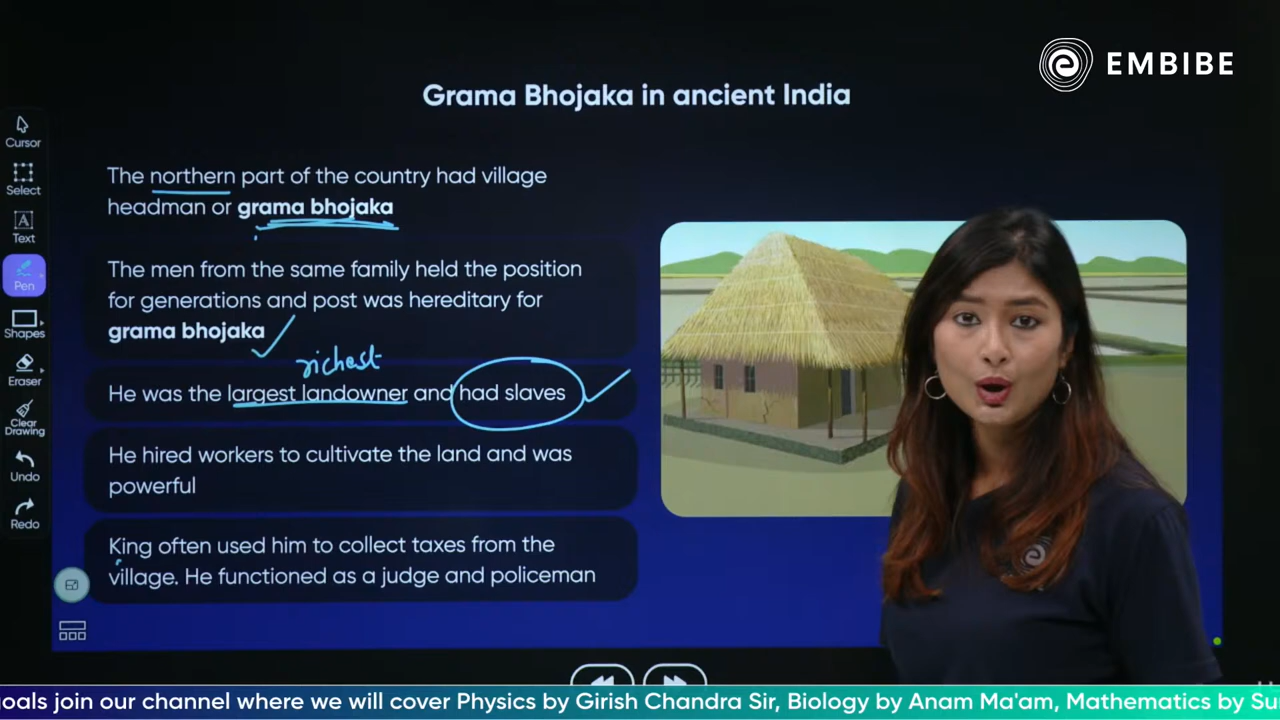 EMBIBE
Grama Bhojaka in ancient India
Cursor
Select
Text
Pen
Shapes
Eraser
Clear
Drawing
Undo
Redo
The northern part of the country had village
headman or grama bhojaka
The men from the same family held the position
for generations and post was hereditary for
grama bhojaka
richest
He was the largest landowner and had slaves
He hired workers to cultivate the land and was
powerful
King often used him to collect taxes from the
village. He functioned as a judge and policeman
goals join our channel where we will cover Physics by Girish Chandra Sir, Biology by Anam Ma'am, Mathematics by Su